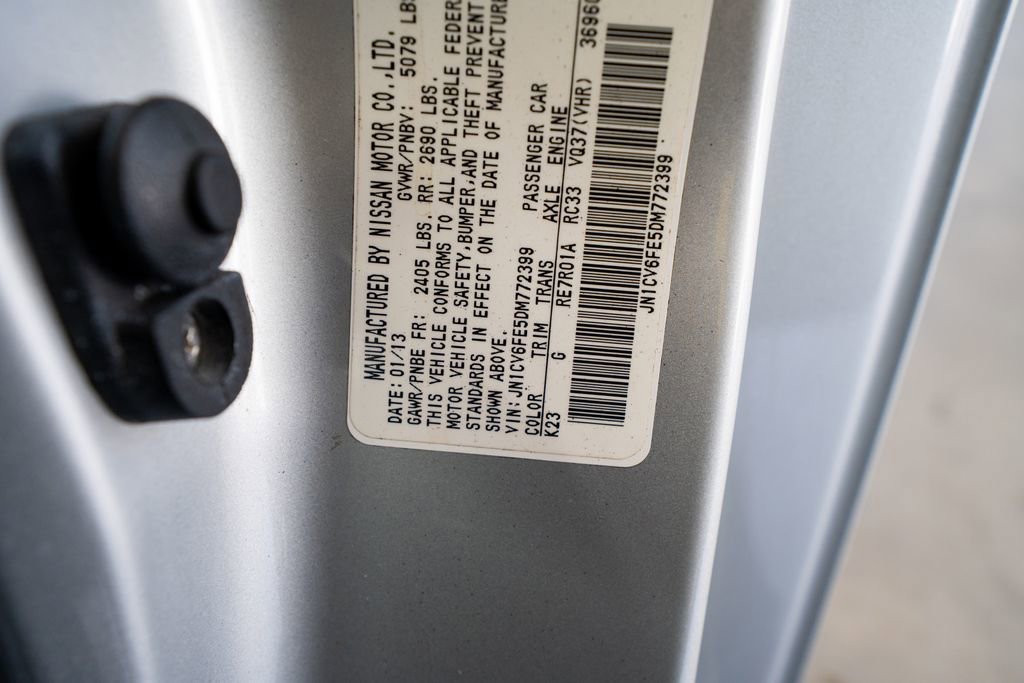 MANUFACTURED BY NISSAN MOTOR CO.,LTD.
DATE: 01/13 GVWR/PNBV: 5079 LBS
GAWR/PNBE FR: 2405 LBS. RR: 2690 LBS.
THIS VEHICLE CONFORMS TO ALL APPLICABLE FEDER
MOTOR VEHICLE SAFETY,BUMPER,AND THEFT PREVENT
STANDARDS IN EFFECT ON THE DATE OF MANUFACTURE
SHOWN ABOVE.
VIN:JN1CV6FE5DM772399 PASSENGER CAR
COLOR TRIM TRANS AXLE ENGINE
K23 G RE7R01A RC33 VQ37(VHR) 3696
JN1CV6FE5DM772399